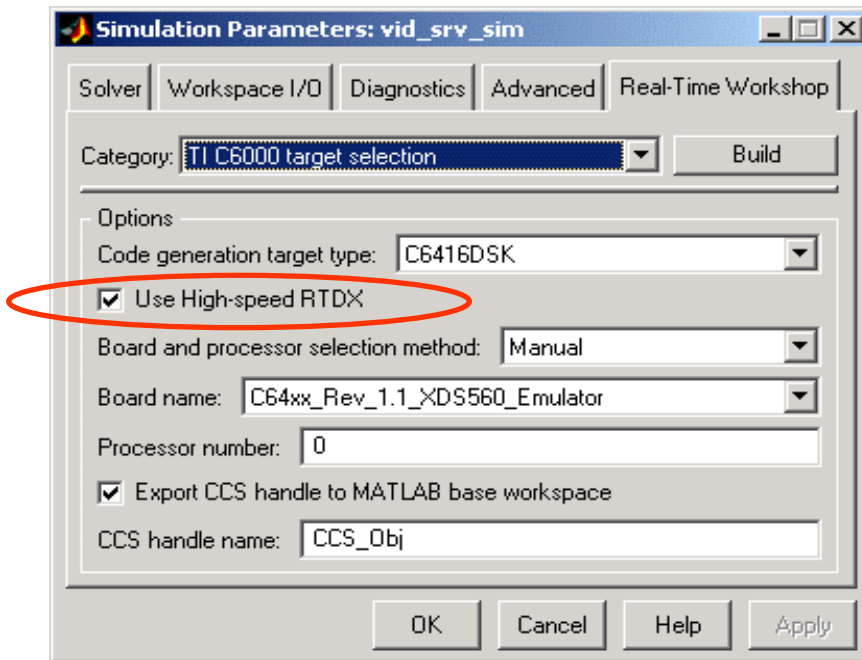 Simulation Parameters: vid_srv_sim
Solver Workspace I/O Diagnostics Advanced Real-Time Workshop
Category: TI C6000 target selection Build
Options
Code generation target type: C6416DSK
Use High-speed RTDX
Board and processor selection method: Manual
Board name: C64xx_Rev_1.1_XDS560_Emulator
Processor number: 0
Export CCS handle to MATLAB base workspace
CCS handle name: CCS_Obj
OK Cancel Help Apply